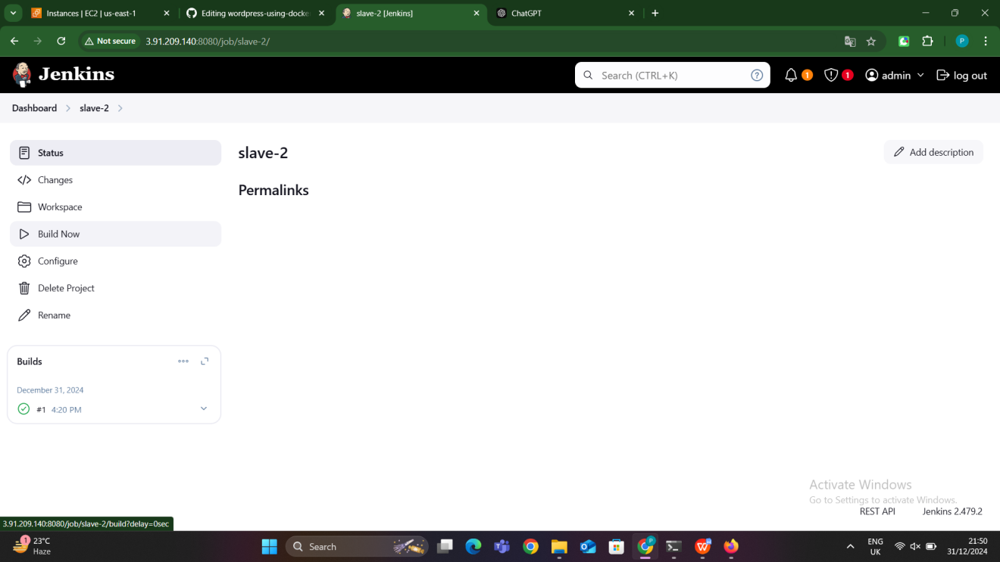 Instances | EC2 | us-east-1
Editing wordpress-using-docke
slave-2 [Jenkins]
ChatGPT
Not secure
3.91.209.140:8080/job/slave-2/
P
Jenkins
Search (CTRL+K)
1
1
admin
log out
Dashboard
slave-2
Status
Changes
Workspace
Build Now
Configure
Delete Project
Rename
slave-2
Add description
Permalinks
Builds
December 31, 2024
#1 4:20 PM
Activate Windows
Go to Settings to activate Windows.
REST API
Jenkins 2.479.2
3.91.209.140:8080/job/slave-2/build?delay=0sec
1
23°C
Haze
Search
P
ENG
UK
21:50
31/12/2024